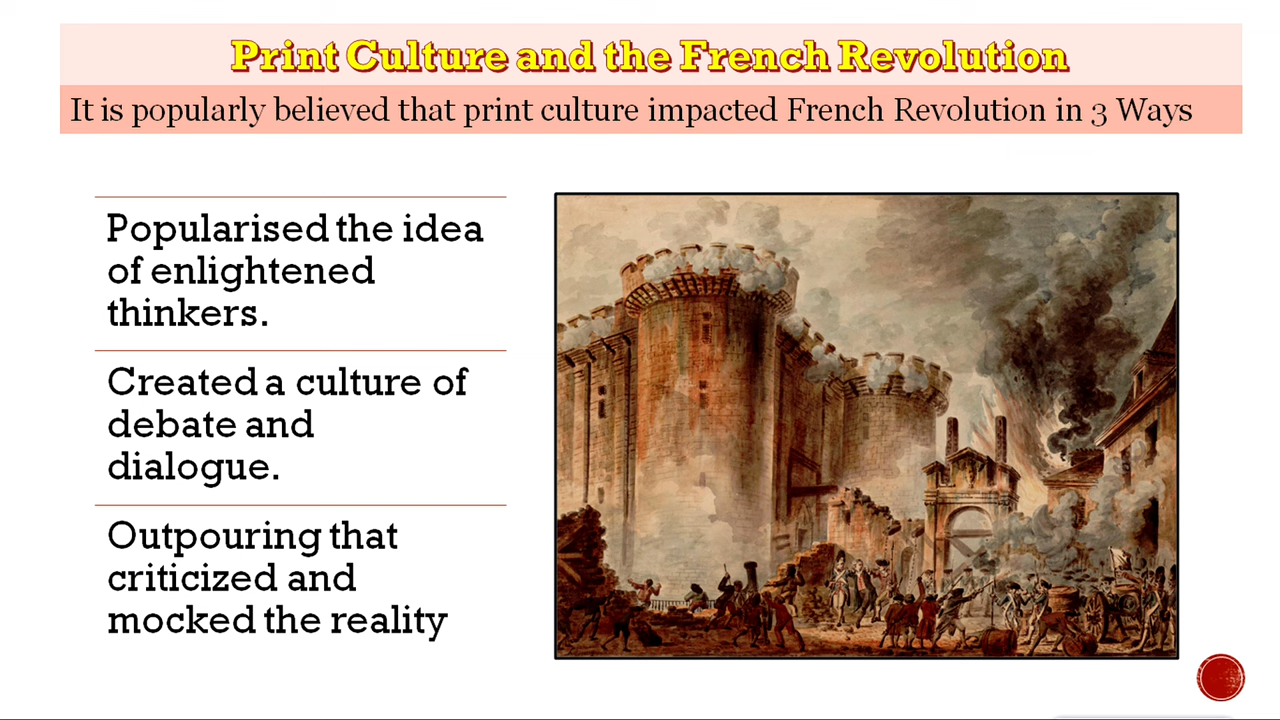 Print Culture and the French Revolution
It is popularly believed that print culture impacted French Revolution in 3 Ways
Popularised the idea
of enlightened
thinkers.
Created a culture of
debate and
dialogue.
Outpouring that
criticized and
mocked the reality